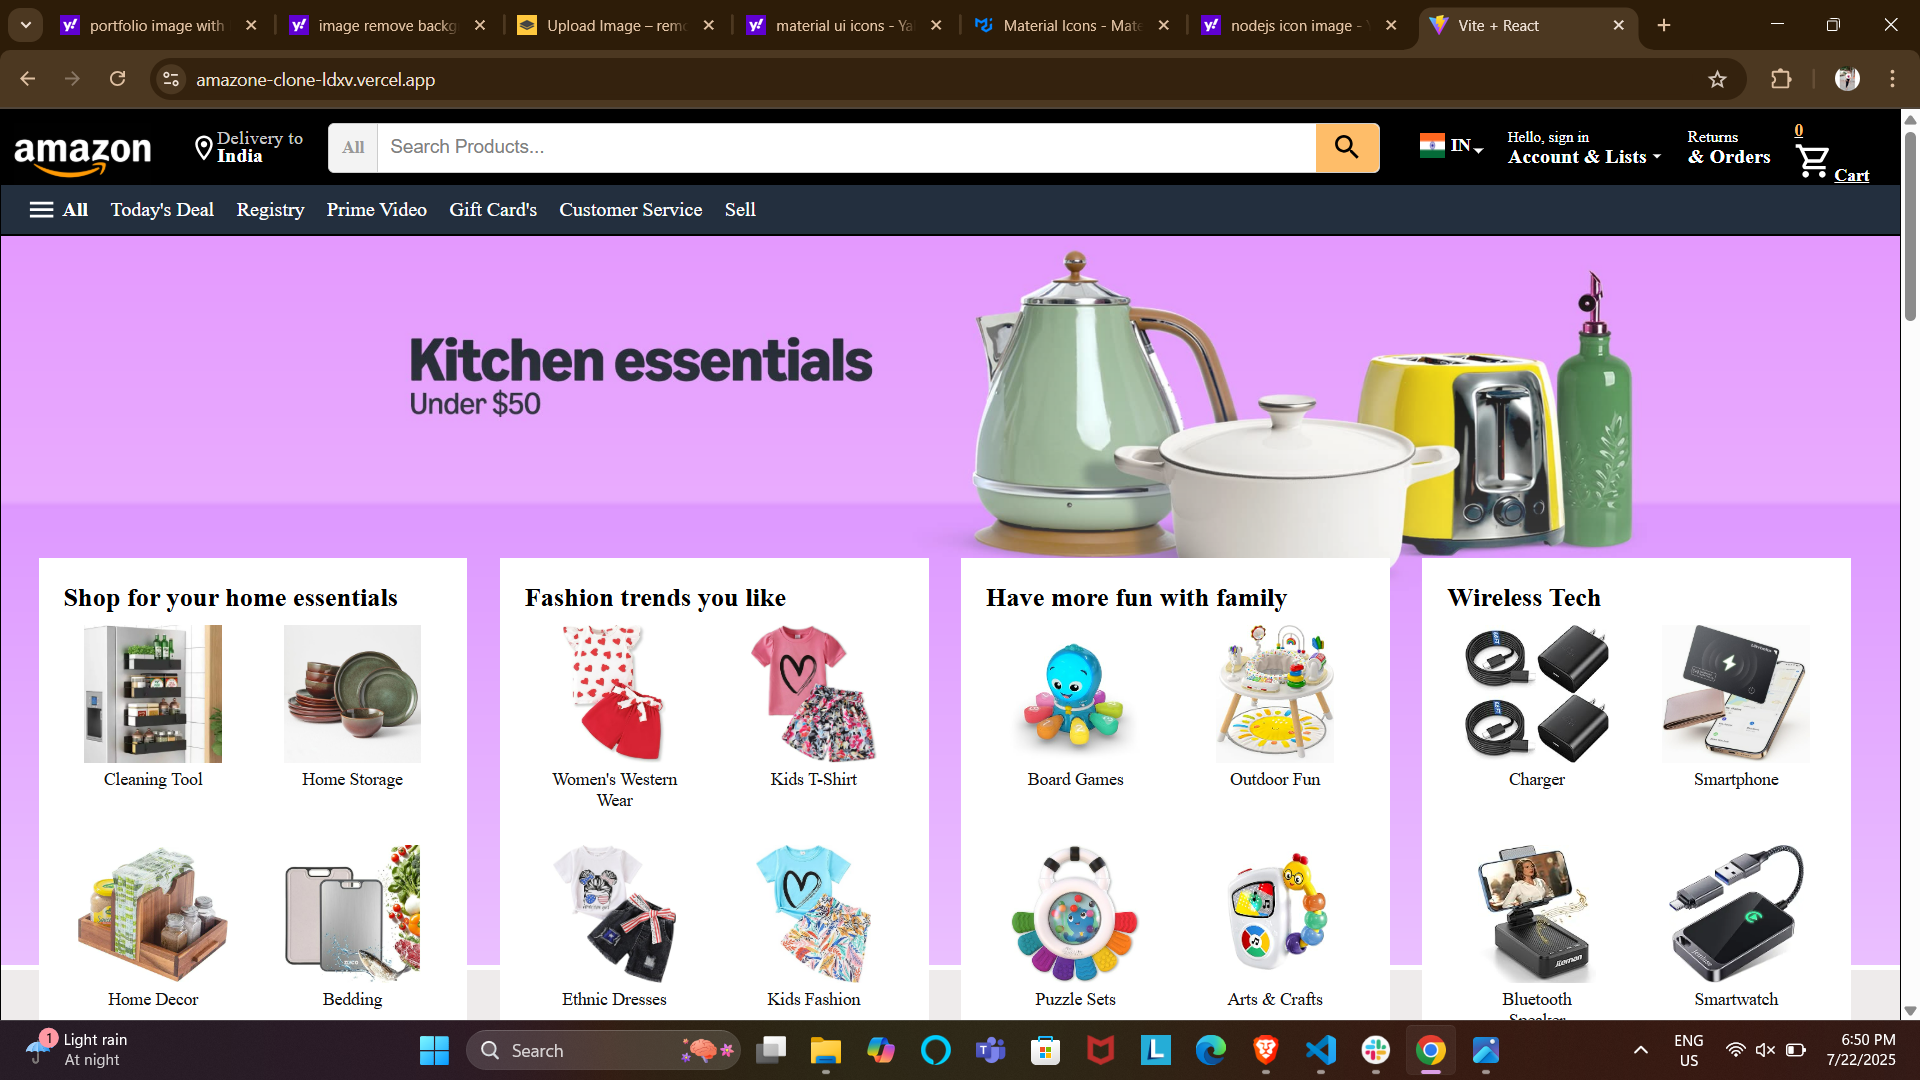 portfolio image with
image remove backg
Upload Image – rem
material ui icons - Ya
Material Icons - Mate
nodejs icon image - Y
Vite + React
amazone-clone-ldxv.vercel.app
amazon
Delivery to
India
All
Search Products...
IN
Hello, sign in
Account & Lists
Returns
& Orders
0
Cart
All
Today's Deal
Registry
Prime Video
Gift Card's
Customer Service
Sell
Kitchen essentials
Under $50
Shop for your home essentials
Cleaning Tool
Home Storage
Home Decor
Bedding
Fashion trends you like
Women's Western
Wear
Kids T-Shirt
Ethnic Dresses
Kids Fashion
Have more fun with family
Board Games
Outdoor Fun
Puzzle Sets
Arts & Crafts
Wireless Tech
Charger
Smartphone
Bluetooth
Speaker
Smartwatch
1
Light rain
At night
Search
ENG
US
6:50 PM
7/22/2025